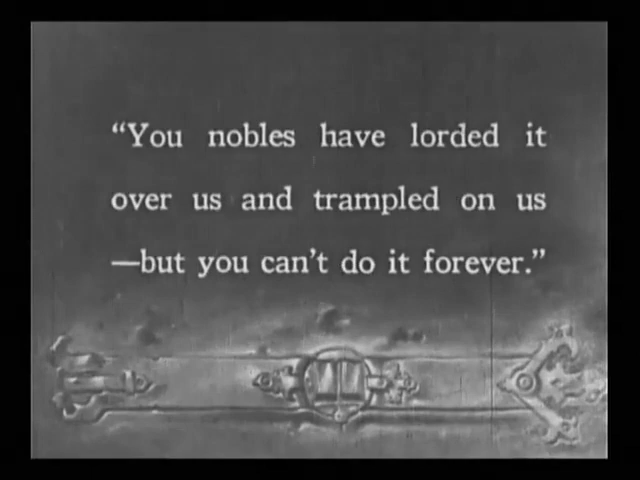 “You nobles have lorded it
over us and trampled on us
—but you can’t do it forever.”